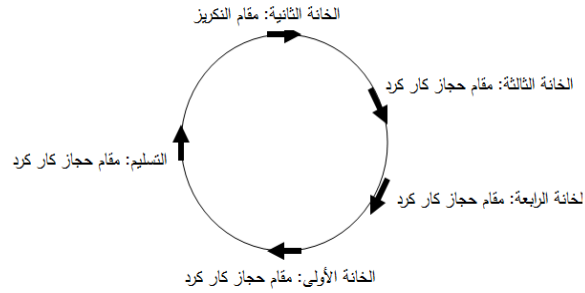 الخانة الثانية: مقام النكريز
الخانة الثالثة: مقام حجاز كار كرد
التسليم: مقام حجاز كار كرد
لخانة الرابعة: مقام حجاز كار كرد
الخانة الأولى: مقام حجاز كار كرد